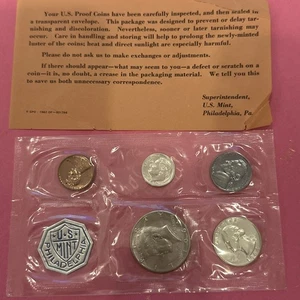 Your U.S. Proof Coins have been carefully inspected, and then sealed in
a transparent envelope. This package was designed to prevent or delay tar-
nishing and discoloration. Nevertheless, sooner or later tarnishing may
occur. Care in handling and storing will help to prolong the newly-minted
luster of the coins; heat and direct sunlight are especially harmful.
Please do not ask us to make exchanges or adjustments.
If there should appear—what may seem to you—a defect or scratch on a
coin—it is, no doubt, a crease in the packaging material. We tell you this
to save us both unnecessary correspondence.
Superintendent,
U.S. Mint,
Philadelphia, Pa.
U·S
MINT
PHILADELPHIA